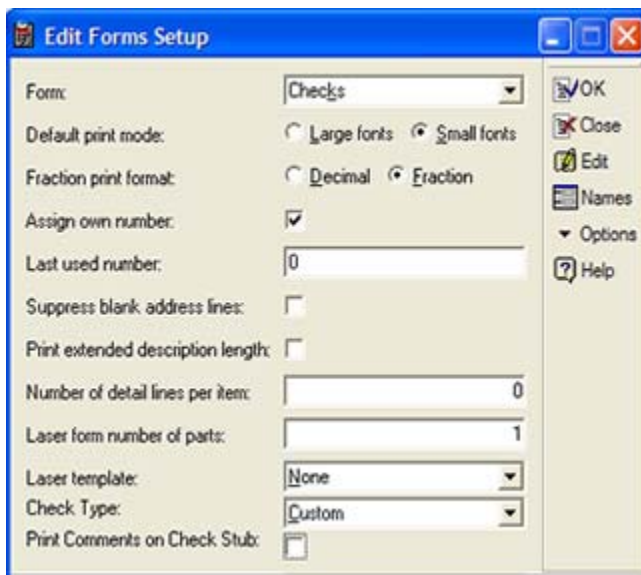 Edit Forms Setup
Form: Checks
Default print mode: Large fonts Small fonts
Fraction print format: Decimal Fraction
Assign own number:
Last used number: 0
Suppress blank address lines:
Print extended description length:
Number of detail lines per item: 0
Laser form number of parts: 1
Laser template: None
Check Type: Custom
Print Comments on Check Stub:
OK
Close
Edit
Names
Options
Help